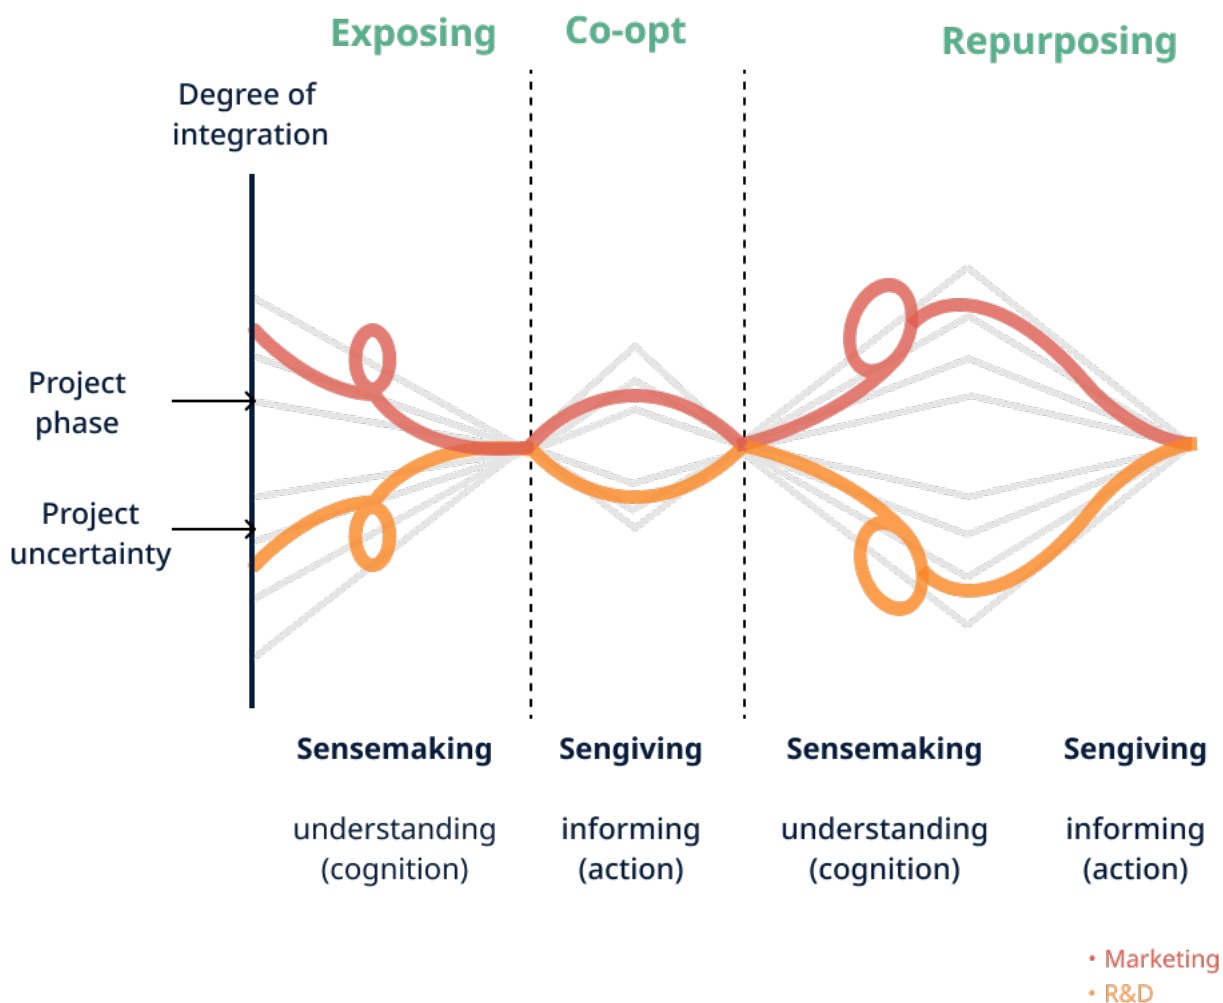 Exposing
Co-opt
Repurposing
Degree of
integration
Project
phase
Project
uncertainty
Sensemaking
Sengiving
Sensemaking
Sengiving
understanding
(cognition)
informing
(action)
understanding
(cognition)
informing
(action)
• Marketing
• R&D